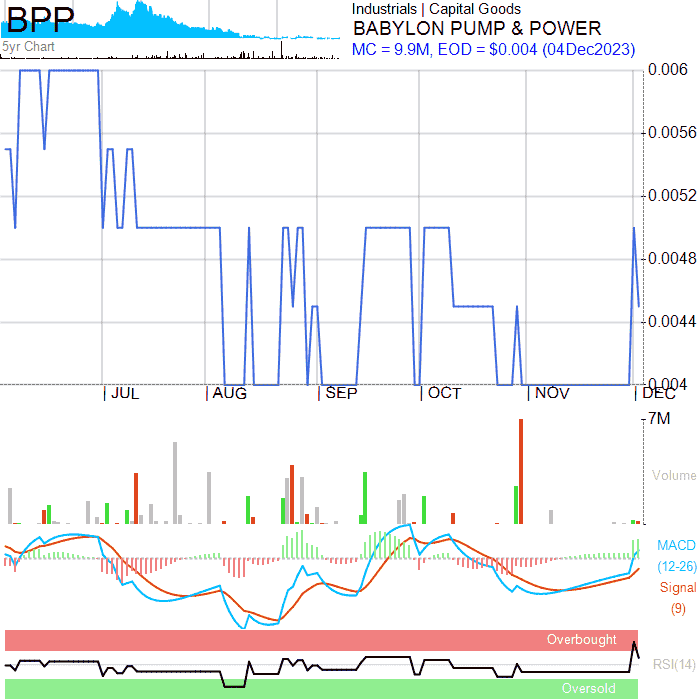 BPP
5yr Chart
Industrials | Capital Goods
BABYLON PUMP & POWER
MC = 9.9M, EOD = $0.004 (04Dec2023)
0.006
0.0056
0.0052
0.0048
0.0044
0.004
JUL AUG SEP OCT NOV DEC
7M
Volume
MACD
(12-26)
Signal
(9)
Overbought
RSI(14)
Oversold